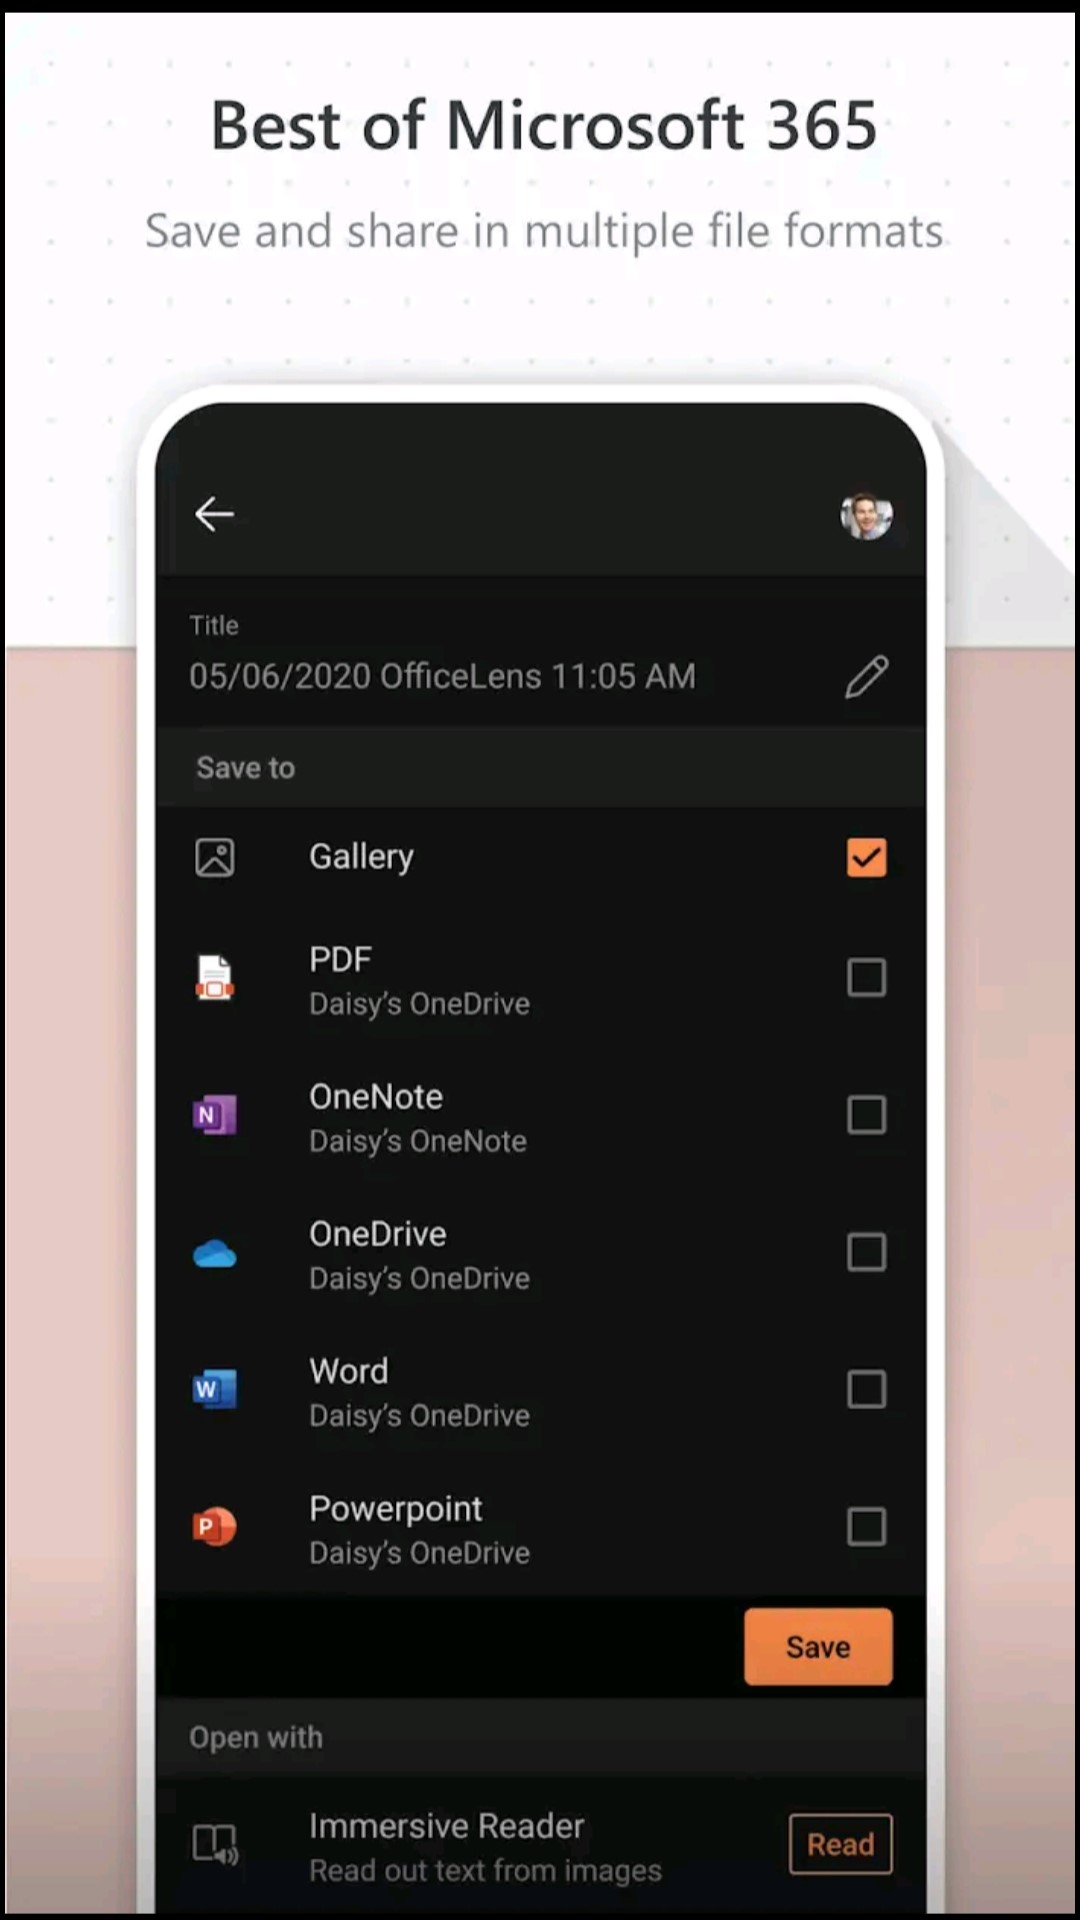 Best of Microsoft 365
Save and share in multiple file formats
Title
05/06/2020 OfficeLens 11:05 AM
Save to
Gallery
PDF
Daisy’s OneDrive
N
OneNote
Daisy’s OneNote
OneDrive
Daisy’s OneDrive
W
Word
Daisy’s OneDrive
P
Powerpoint
Daisy’s OneDrive
Save
Open with
Immersive Reader
Read out text from images
Read